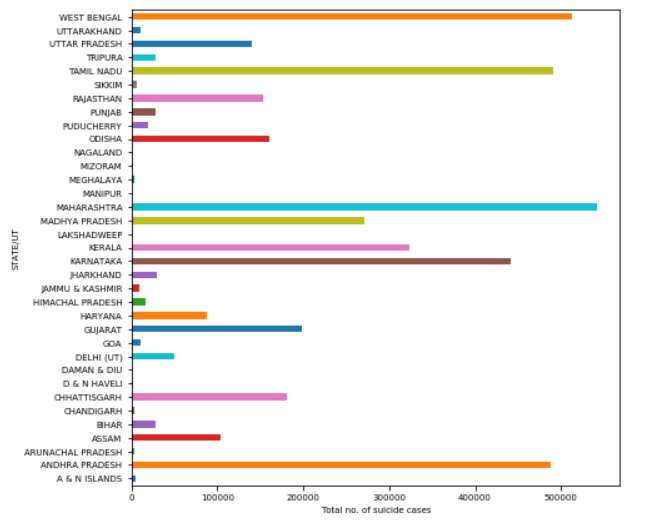 WEST BENGAL
UTTARAKHAND
UTTAR PRADESH
TRIPURA
TAMIL NADU
SIKKIM
RAJASTHAN
PUNJAB
PUDUCHERRY
ODISHA
NAGALAND
MIZORAM
MEGHALAYA
MANIPUR
MAHARASHTRA
MADHYA PRADESH
LAKSHADWEEP
KERALA
KARNATAKA
JHARKHAND
JAMMU & KASHMIR
HIMACHAL PRADESH
HARYANA
GUJARAT
GOA
DELHI (UT)
DAMAN & DIU
D & N HAVELI
CHHATTISGARH
CHANDIGARH
BIHAR
ASSAM
ARUNACHAL PRADESH
ANDHRA PRADESH
A & N ISLANDS
STATE/UT
0 100000 200000 300000 400000 500000
Total no. of suicide cases